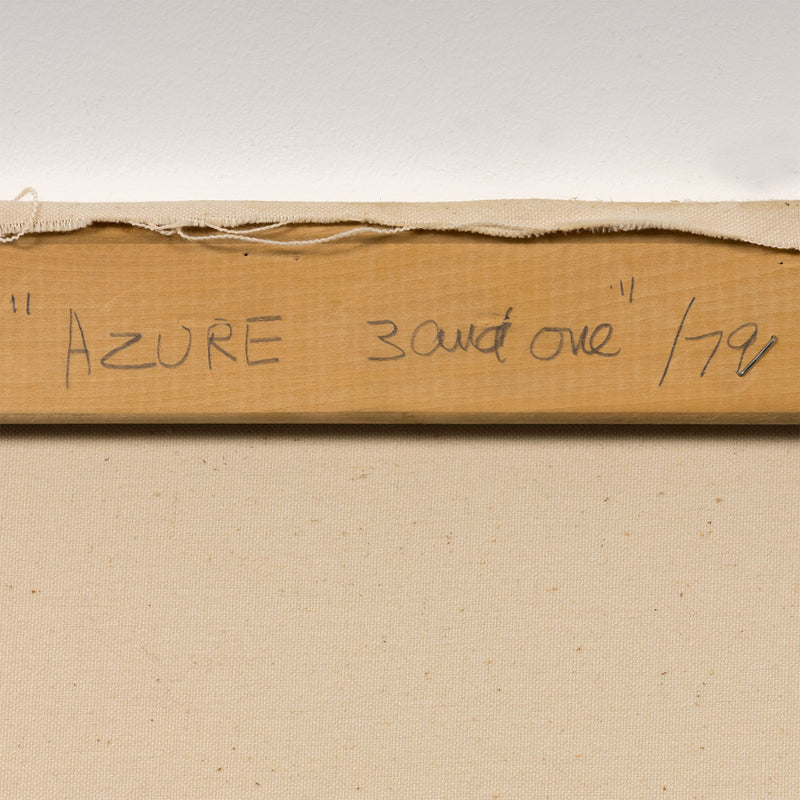 "AZURE 3 and one" /79